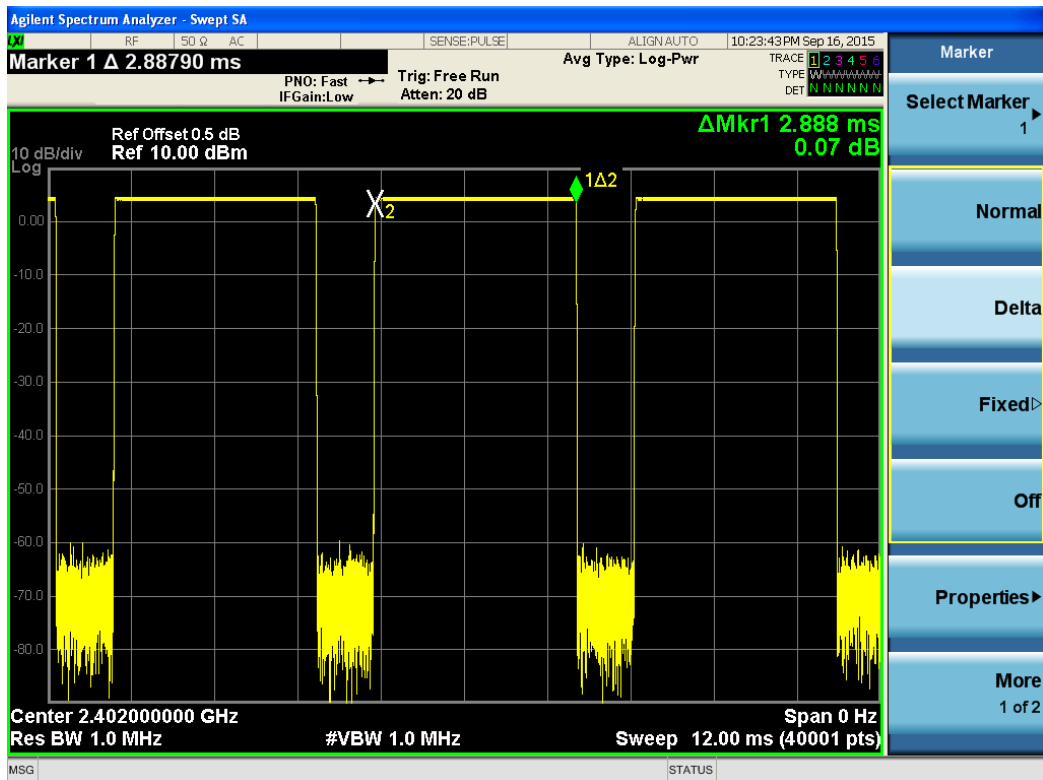 Agilent Spectrum Analyzer - Swept SA
LXI RF 50 Ω AC SENSE:PULSE ALIGN AUTO 10:23:43 PM Sep 16, 2015
Marker 1 Δ 2.88790 ms
PNO: Fast
IFGain:Low
Trig: Free Run
Atten: 20 dB
Avg Type: Log-Pwr
TRACE 1 2 3 4 5 6
TYPE
DET N N N N N N
Marker
Select Marker
1
Normal
Delta
Fixed
Off
Properties
More
1 of 2
ΔMkr1 2.888 ms
0.07 dB
Ref Offset 0.5 dB
10 dB/div Ref 10.00 dBm
Log
1Δ2
X2
0.00
-10.0
-20.0
-30.0
-40.0
-50.0
-60.0
-70.0
-80.0
Center 2.402000000 GHz Span 0 Hz
Res BW 1.0 MHz #VBW 1.0 MHz Sweep 12.00 ms (40001 pts)
MSG STATUS